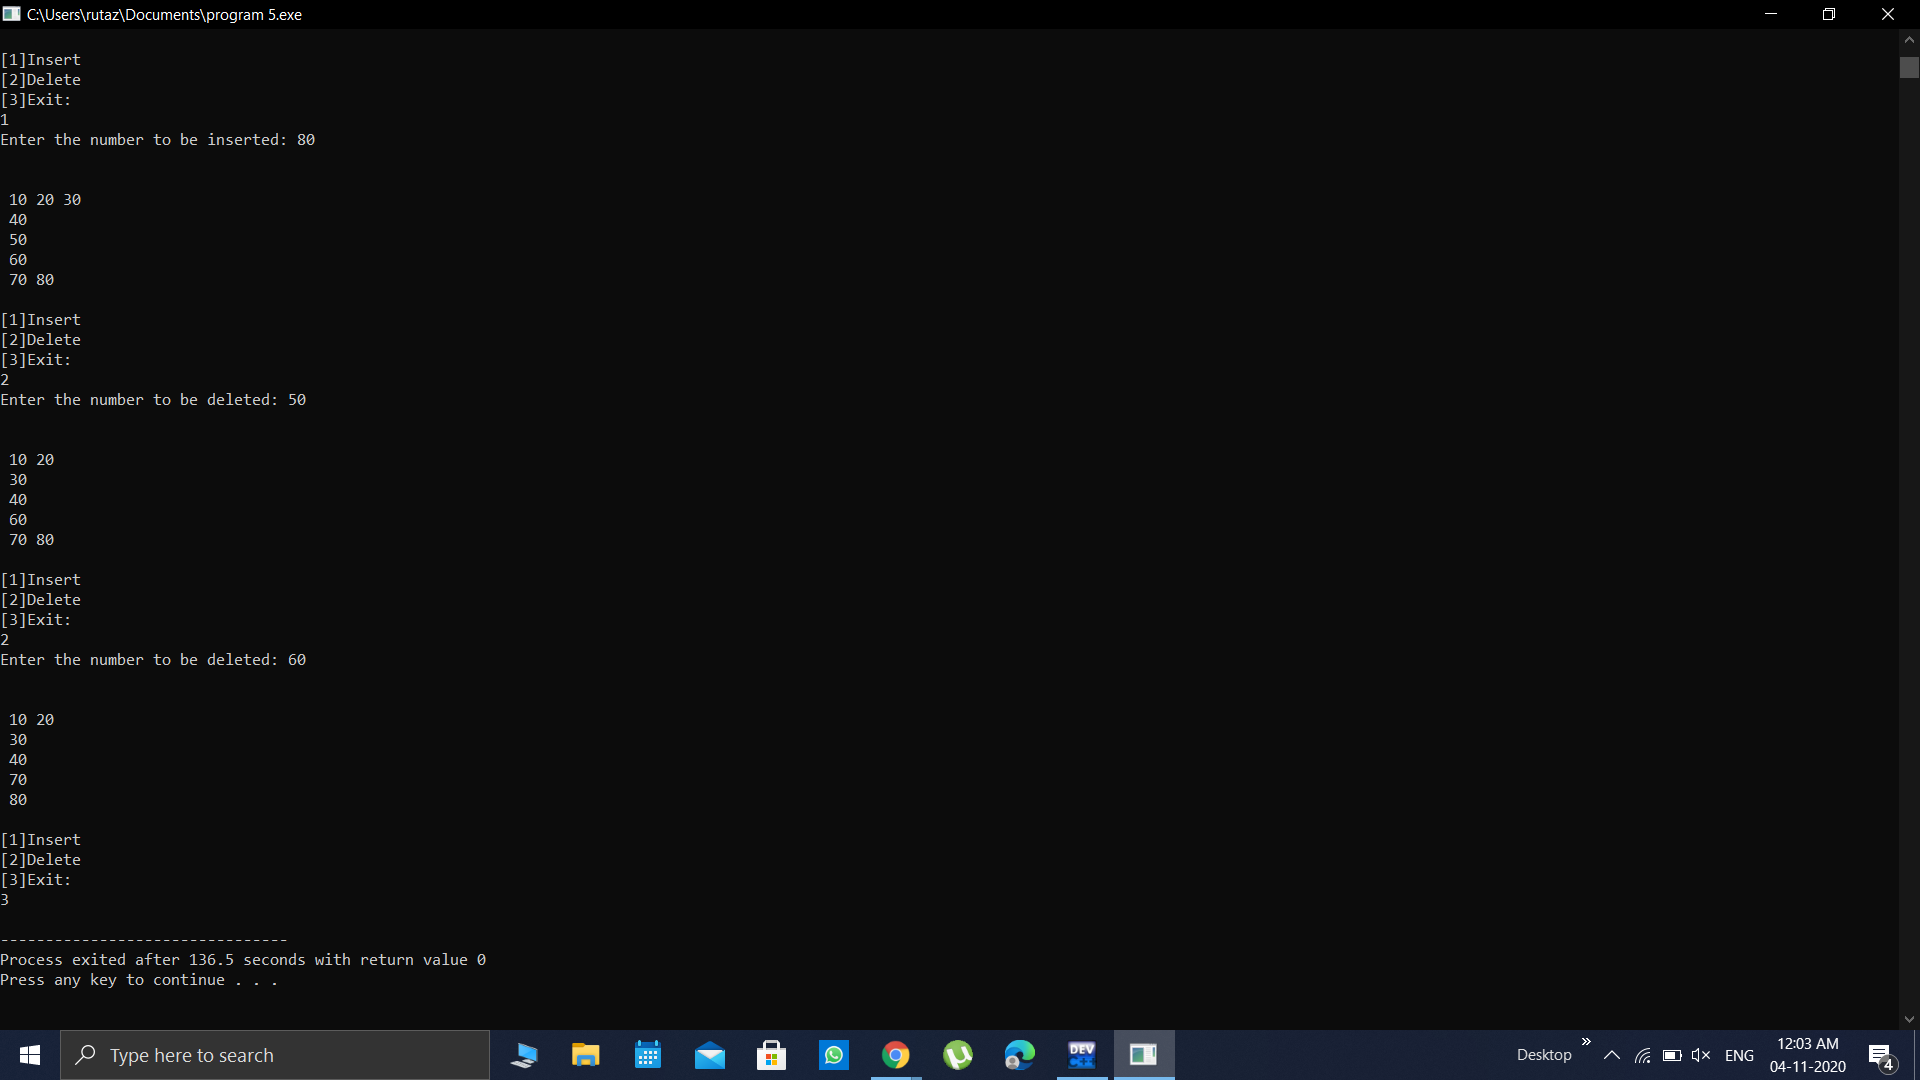 C:\Users\rutaz\Documents\program 5.exe
[1]Insert
[2]Delete
[3]Exit:
1
Enter the number to be inserted: 80
10 20 30
40
50
60
70 80
[1]Insert
[2]Delete
[3]Exit:
2
Enter the number to be deleted: 50
10 20
30
40
60
70 80
[1]Insert
[2]Delete
[3]Exit:
2
Enter the number to be deleted: 60
10 20
30
40
70
80
[1]Insert
[2]Delete
[3]Exit:
3
--------------------------------
Process exited after 136.5 seconds with return value 0
Press any key to continue . . .
Type here to search
DEV C++
Desktop
»
ENG
12:03 AM
04-11-2020
4